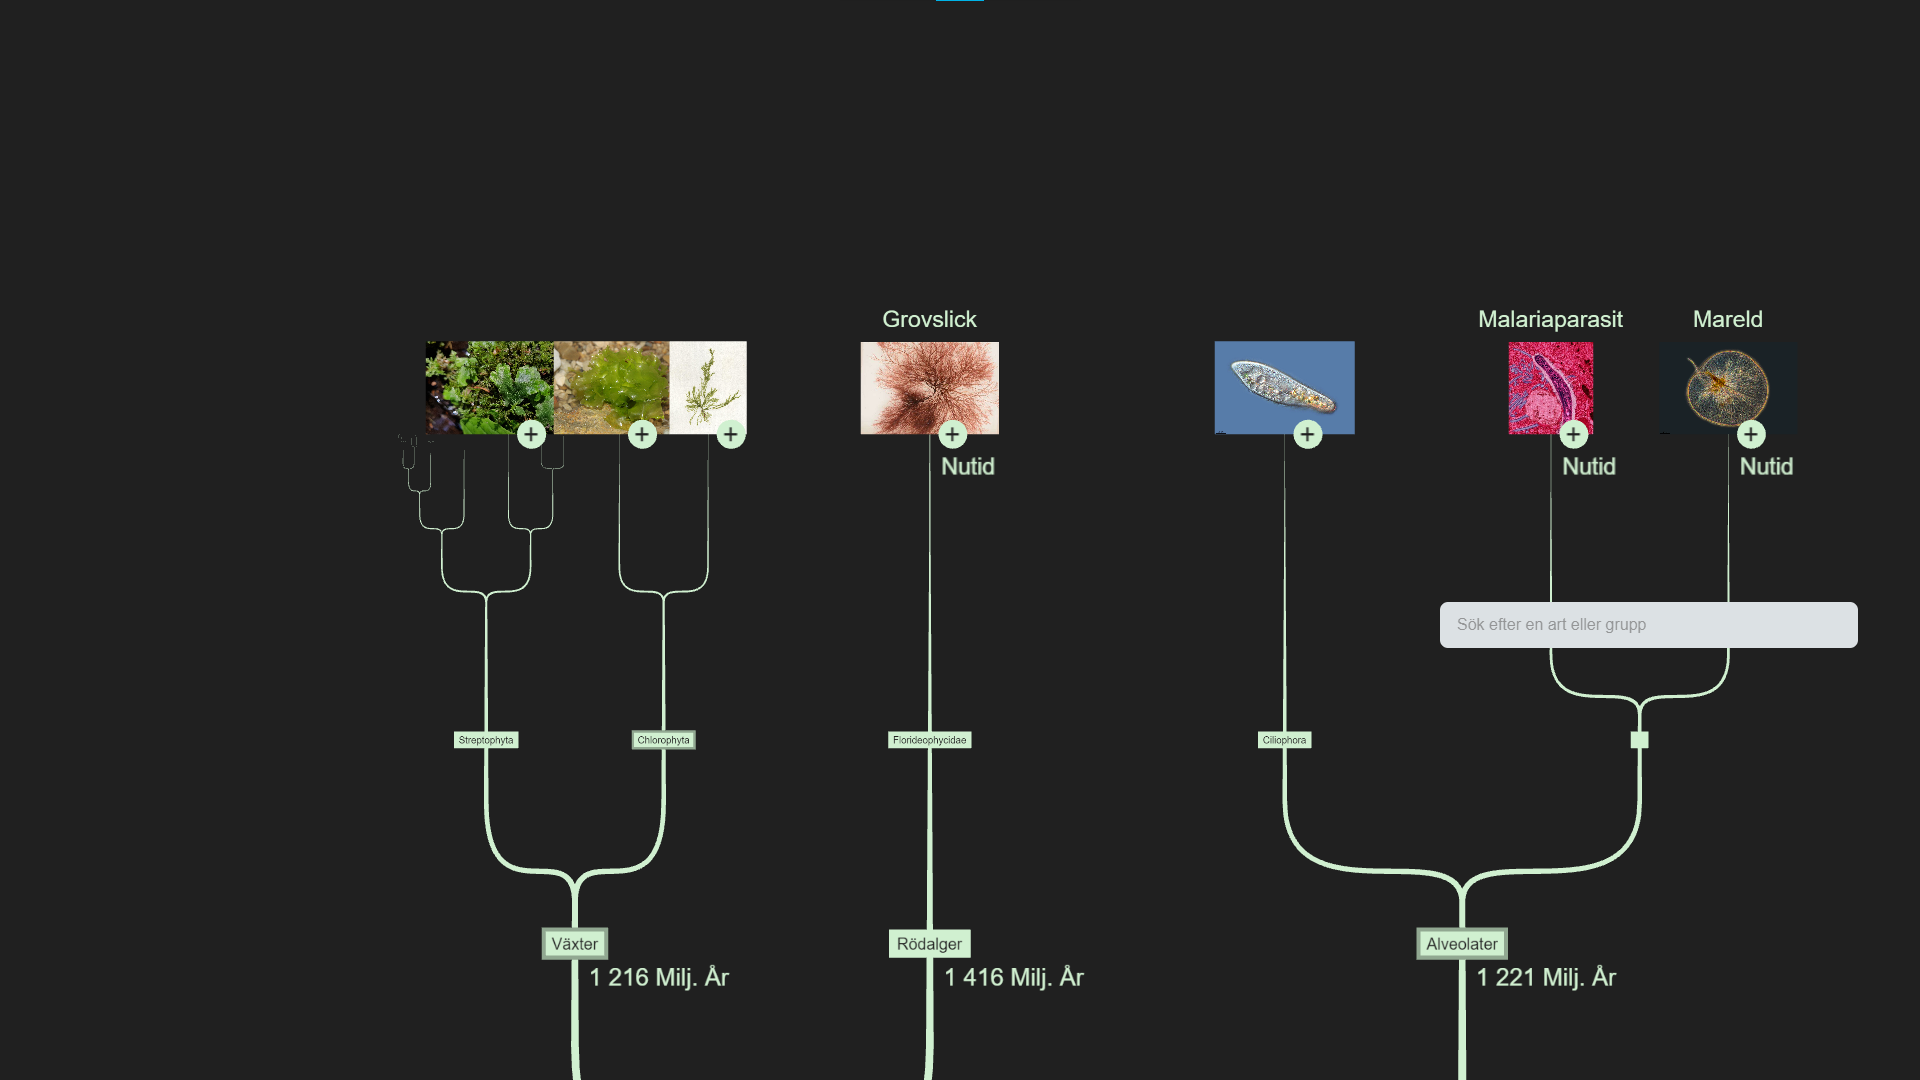 Grovslick
Malariaparasit
Mareld
Nutid
Nutid
Nutid
Sök efter en art eller grupp
Streptophyta
Chlorophyta
Florideophycidae
Ciliophora
Växter
Rödalger
Alveolater
1 216 Milj. År
1 416 Milj. År
1 221 Milj. År